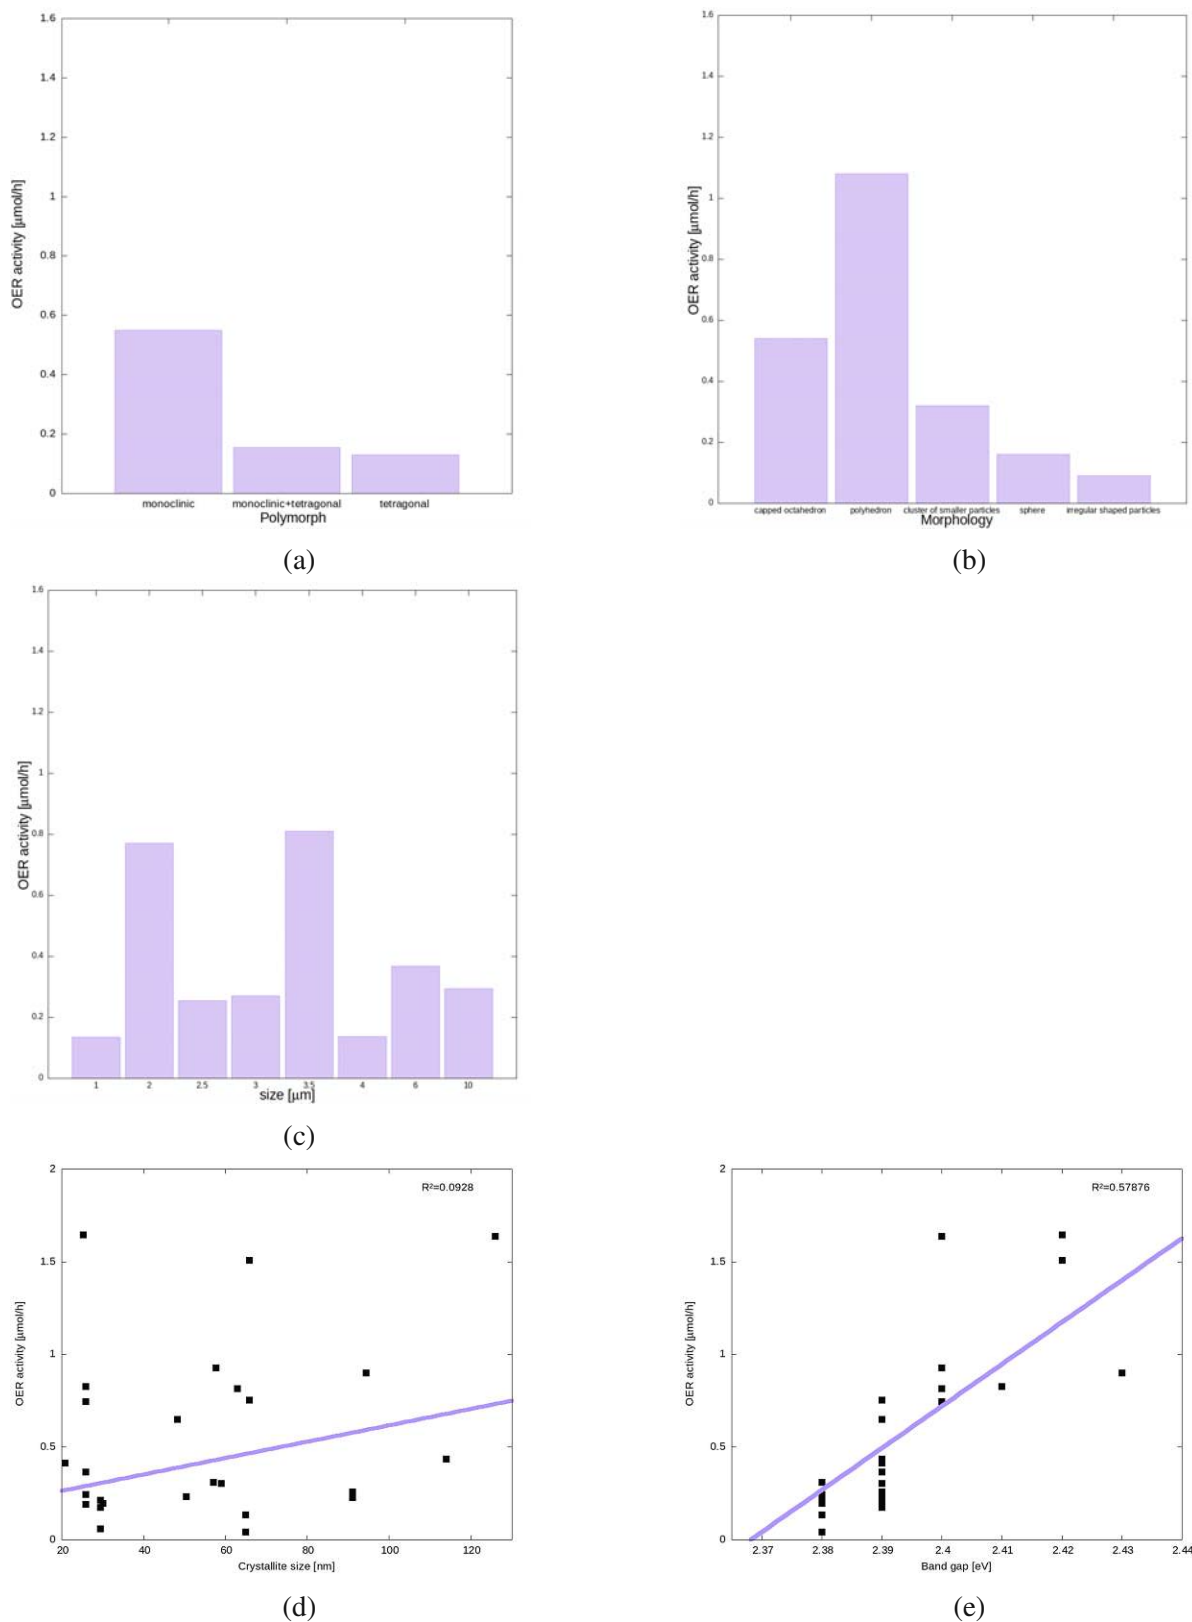 1.6
1.4
1.2
1
0.8
0.6
0.4
0.2
0
OER activity [μmol/h]
monoclinic monoclinic+tetragonal tetragonal
Polymorph
(a)
1.6
1.4
1.2
1
0.8
0.6
0.4
0.2
0
OER activity [μmol/h]
capped octahedron polyhedron cluster of smaller particles sphere irregular shaped particles
Morphology
(b)
1.6
1.4
1.2
1
0.8
0.6
0.4
0.2
0
OER activity [μmol/h]
1 2 2.5 3 3.5 4 6 10
size [μm]
(c)
2
1.5
1
0.5
0
OER activity [μmol/h]
R²=0.0928
20 40 60 80 100 120
Crystallite size [nm]
(d)
2
1.5
1
0.5
0
OER activity [μmol/h]
R²=0.57876
2.37 2.38 2.39 2.4 2.41 2.42 2.43 2.44
Band gap [eV]
(e)